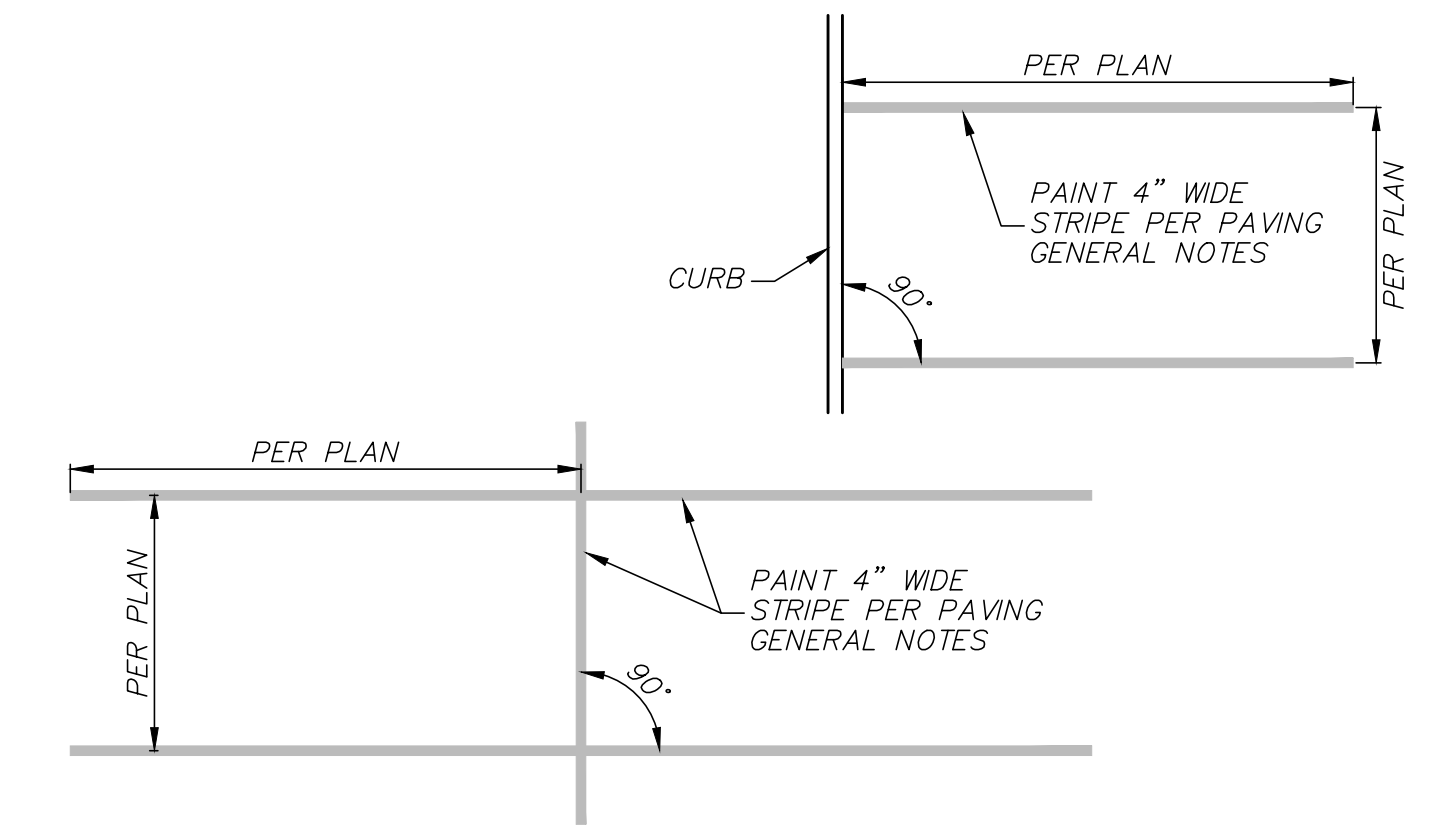 PER PLAN
PAINT 4” WIDE
STRIPE PER PAVING
GENERAL NOTES
PER PLAN
CURB
90°
PER PLAN
PER PLAN
PAINT 4” WIDE
STRIPE PER PAVING
GENERAL NOTES
90°